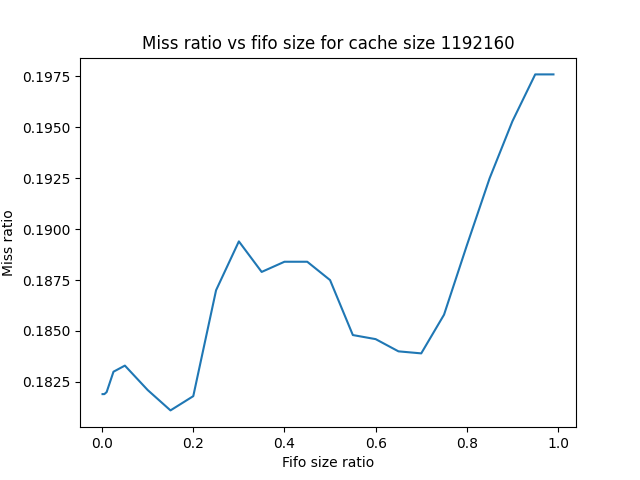 Miss ratio vs fifo size for cache size 1192160
0.1975
0.1950
0.1925
0.1900
0.1875
0.1850
0.1825
Miss ratio
0.0 0.2 0.4 0.6 0.8 1.0
Fifo size ratio